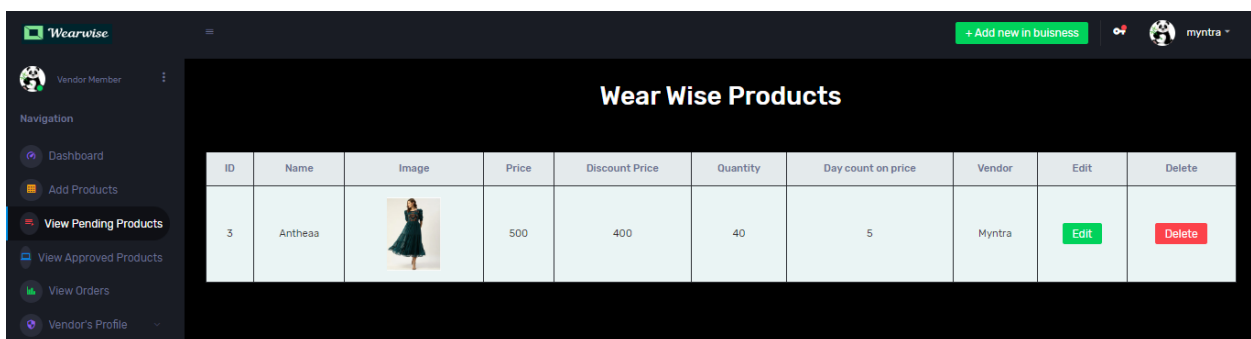 Wearwise
+ Add new in buisness
myntra
Vendor Member
Navigation
Dashboard
Add Products
View Pending Products
View Approved Products
View Orders
Vendor's Profile
Wear Wise Products
ID Name Image Price Discount Price Quantity Day count on price Vendor Edit Delete
3 Antheaa 500 400 40 5 Myntra Edit Delete